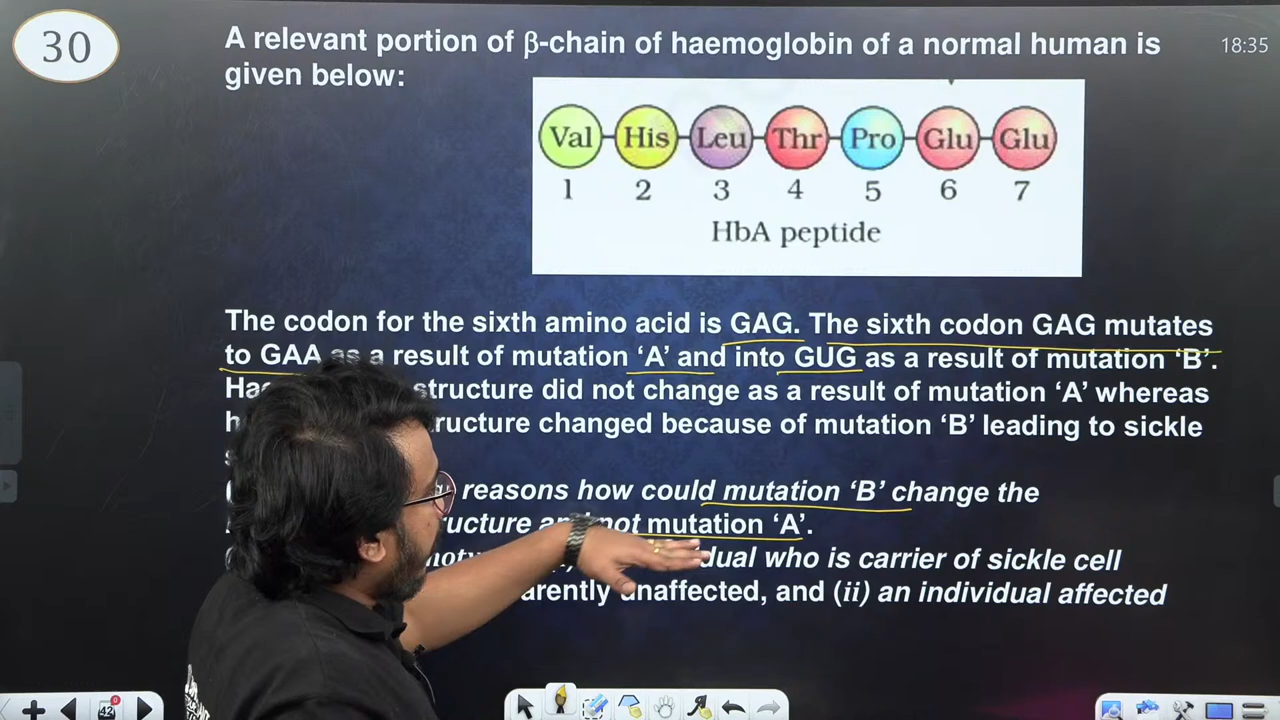 30
A relevant portion of β-chain of haemoglobin of a normal human is
given below:
18:35
Val His Leu Thr Pro Glu Glu
1 2 3 4 5 6 7
HbA peptide
The codon for the sixth amino acid is GAG. The sixth codon GAG mutates
to GAA as a result of mutation ‘A’ and into GUG as a result of mutation ‘B’.
structure did not change as a result of mutation ‘A’ whereas
structure changed because of mutation ‘B’ leading to sickle
reasons how could mutation ‘B’ change the
not mutation ‘A’.
who is carrier of sickle cell
unaffected, and (ii) an individual affected
42
0